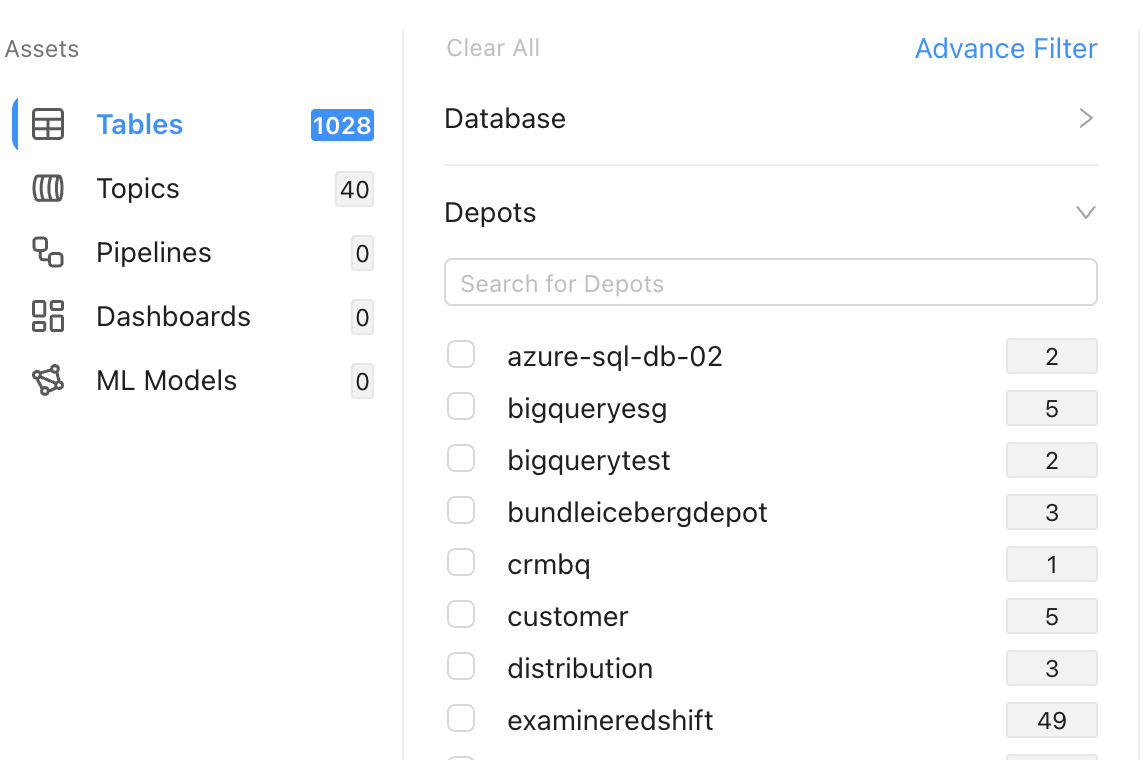 Assets
Tables 1028
Topics 40
Pipelines 0
Dashboards 0
ML Models 0
Clear All Advance Filter
Database
Depots
Search for Depots
azure-sql-db-02 2
bigqueryesg 5
bigquerytest 2
bundleicebergdepot 3
crmbq 1
customer 5
distribution 3
examineredshift 49